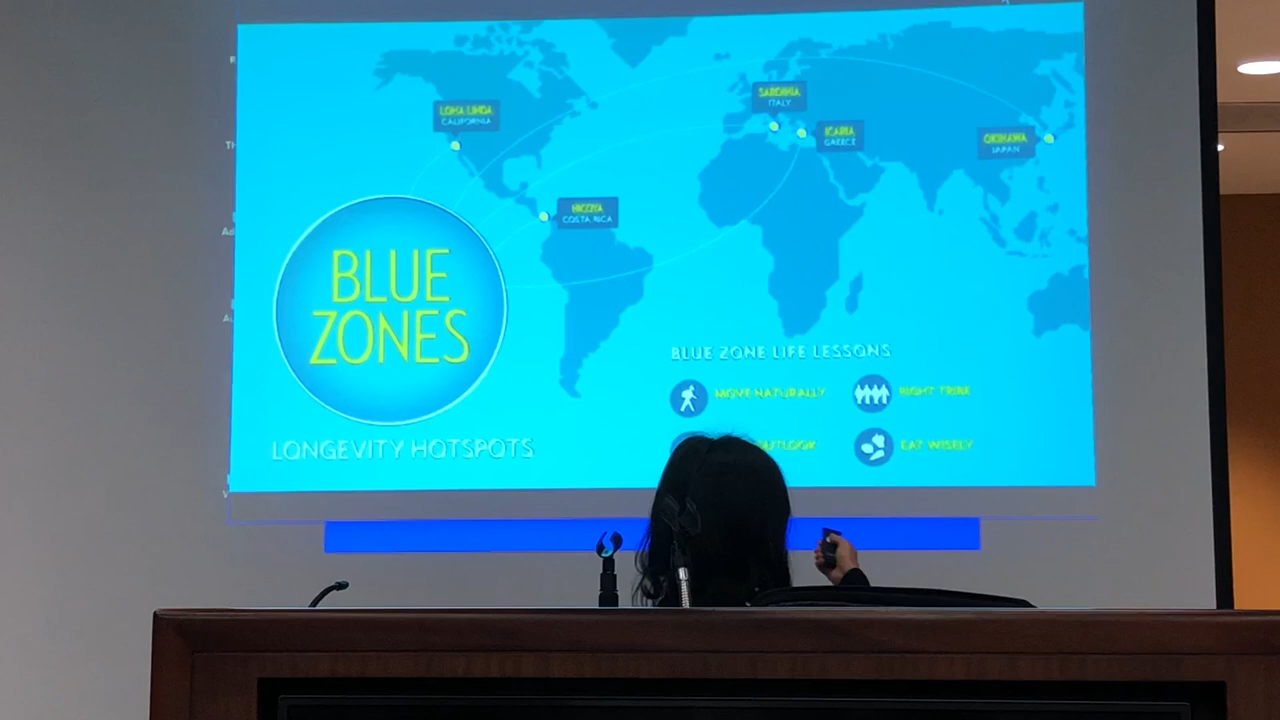 LOMA LINDA
CALIFORNIA
SARDINIA
ITALY
ICARIA
GREECE
OKINAWA
JAPAN
NICOYA
COSTA RICA
BLUE
ZONES
LONGEVITY HOTSPOTS
BLUE ZONE LIFE LESSONS
MOVE NATURALLY
RIGHT TRIBE
OUTLOOK
EAT WISELY